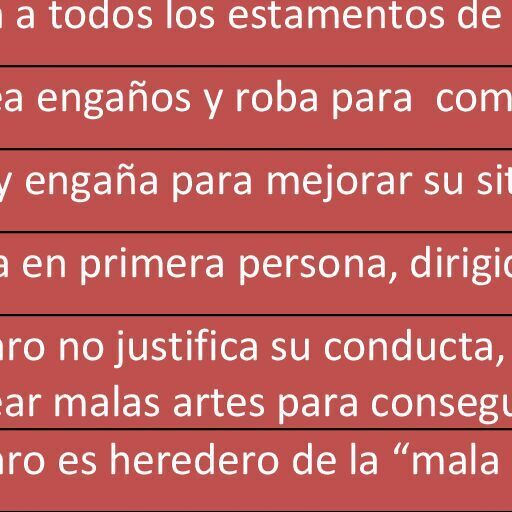 a todos los estamentos de
ea engaños y roba para com
y engaña para mejorar su sit
a en primera persona, dirigid
aro no justifica su conducta,
ear malas artes para consegu
aro es heredero de la “mala